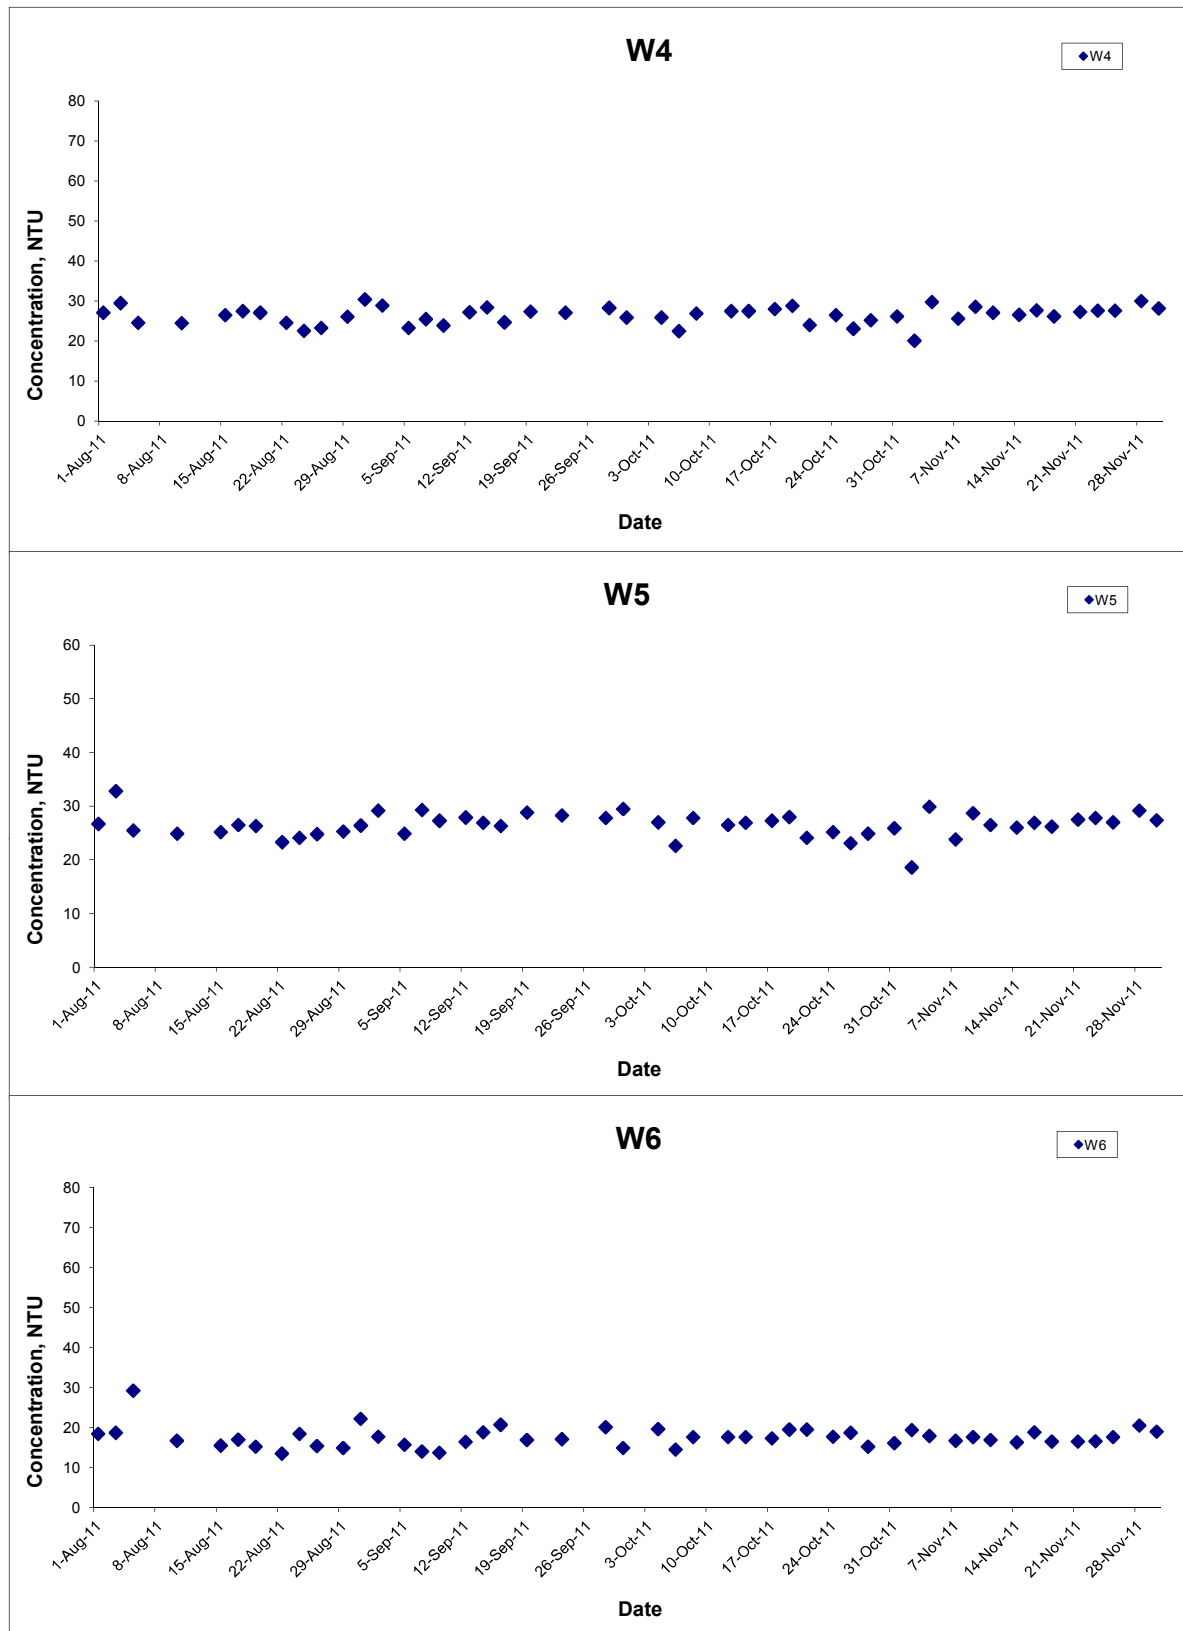 W4
W4
80
70
60
50
40
30
20
10
0
Concentration, NTU
1-Aug-11
8-Aug-11
15-Aug-11
22-Aug-11
29-Aug-11
5-Sep-11
12-Sep-11
19-Sep-11
26-Sep-11
3-Oct-11
10-Oct-11
17-Oct-11
24-Oct-11
31-Oct-11
7-Nov-11
14-Nov-11
21-Nov-11
28-Nov-11
Date
W5
W5
60
50
40
30
20
10
0
Concentration, NTU
1-Aug-11
8-Aug-11
15-Aug-11
22-Aug-11
29-Aug-11
5-Sep-11
12-Sep-11
19-Sep-11
26-Sep-11
3-Oct-11
10-Oct-11
17-Oct-11
24-Oct-11
31-Oct-11
7-Nov-11
14-Nov-11
21-Nov-11
28-Nov-11
Date
W6
W6
80
70
60
50
40
30
20
10
0
Concentration, NTU
1-Aug-11
8-Aug-11
15-Aug-11
22-Aug-11
29-Aug-11
5-Sep-11
12-Sep-11
19-Sep-11
26-Sep-11
3-Oct-11
10-Oct-11
17-Oct-11
24-Oct-11
31-Oct-11
7-Nov-11
14-Nov-11
21-Nov-11
28-Nov-11
Date